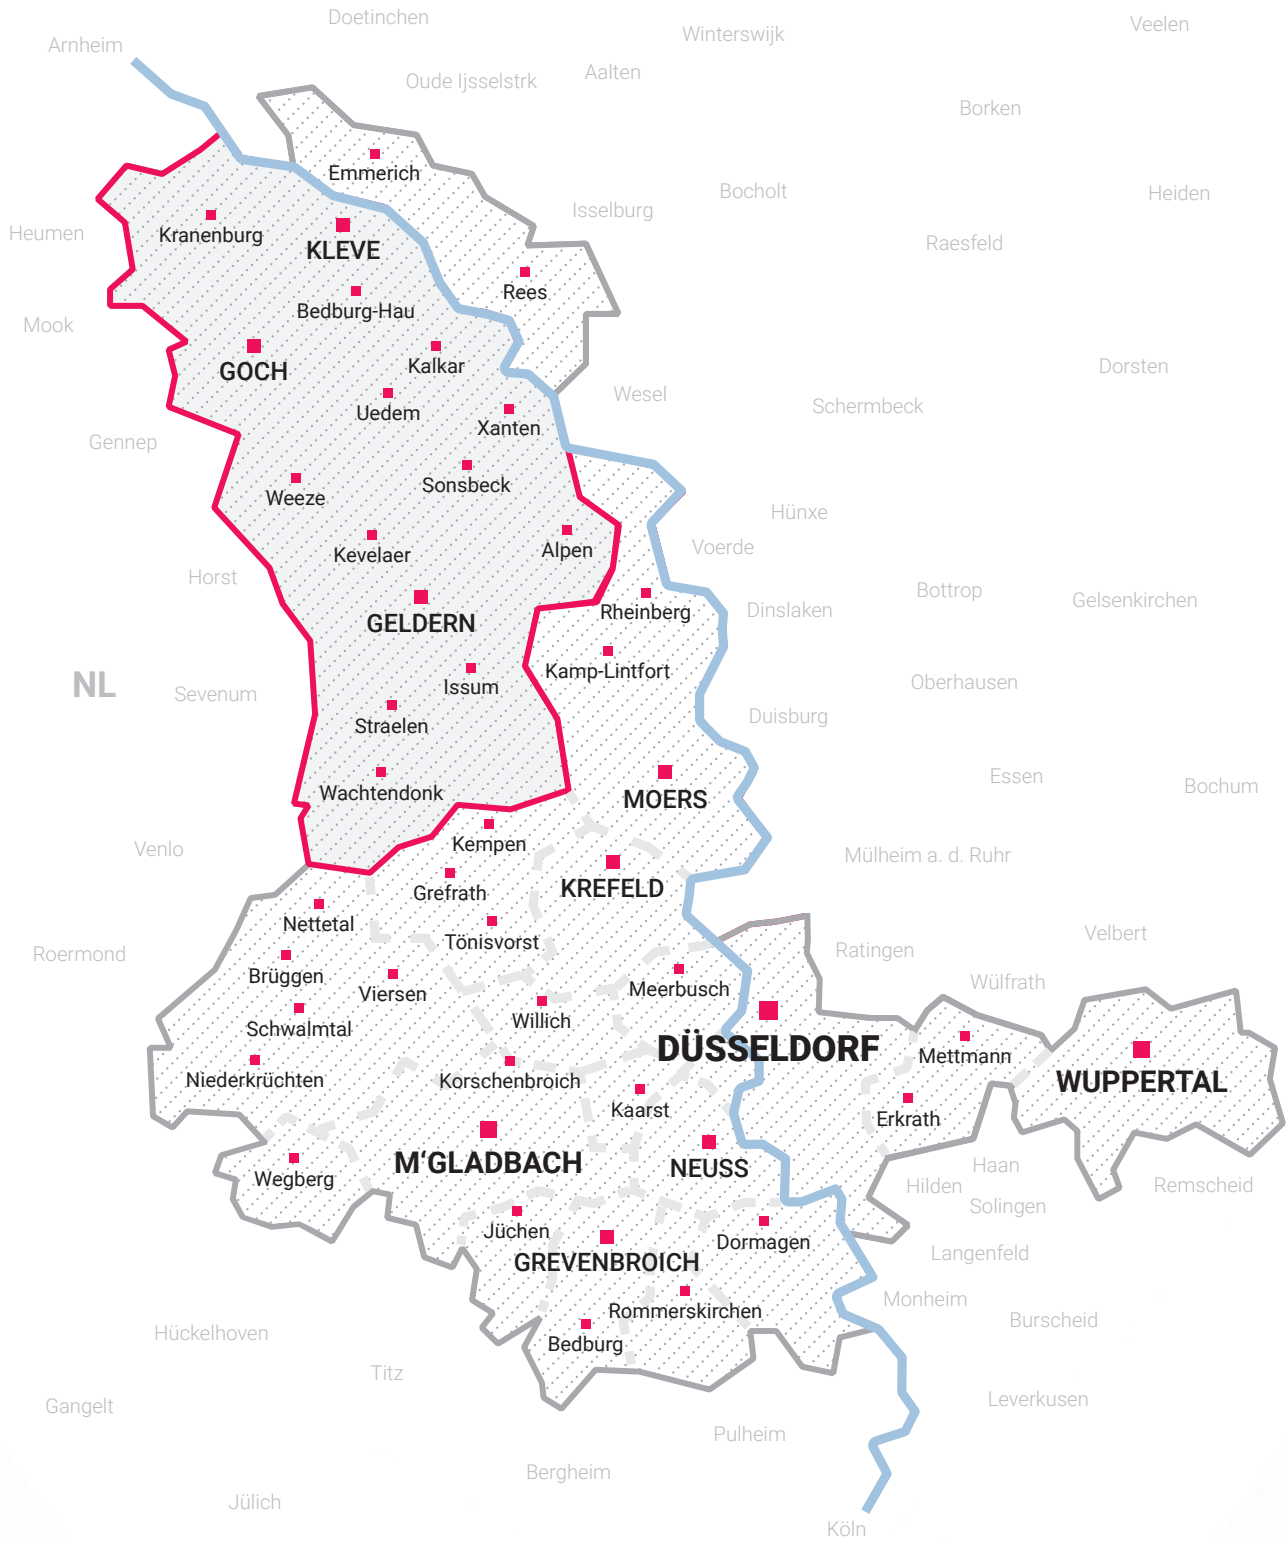 Doetinchen
Veelen
Winterswijk
Arnheim
Aalten
Oude Ijsselstrk
Borken
Emmerich
Bocholt
Heiden
Isselburg
Heumen
Kranenburg
KLEVE
Raesfeld
Rees
Bedburg-Hau
Mook
GOCH
Kalkar
Dorsten
Wesel
Schermbeck
Uedem
Xanten
Gennep
Sonsbeck
Weeze
Hünxe
Kevelaer
Alpen
Voerde
Horst
Bottrop
Gelsenkirchen
Rheinberg
Dinslaken
GELDERN
Kamp-Lintfort
NL
Sevenum
Issum
Oberhausen
Straelen
Duisburg
Essen
Bochum
Wachtendonk
MOERS
Kempen
Venlo
Mülheim a. d. Ruhr
KREFELD
Grefrath
Nettetal
Velbert
Tönisvorst
Roermond
Ratingen
Brüggen
Wülfrath
Viersen
Meerbusch
Willich
Schwalmtal
DÜSSELDORF
Mettmann
Niederkrüchten
Korschenbroich
WUPPERTAL
Kaarst
Erkrath
M‘GLADBACH
NEUSS
Haan
Wegberg
Hilden
Remscheid
Solingen
Jüchen
Dormagen
Langenfeld
GREVENBROICH
Monheim
Rommerskirchen
Burscheid
Hückelhoven
Bedburg
Titz
Leverkusen
Gangelt
Pulheim
Bergheim
Jülich
Köln